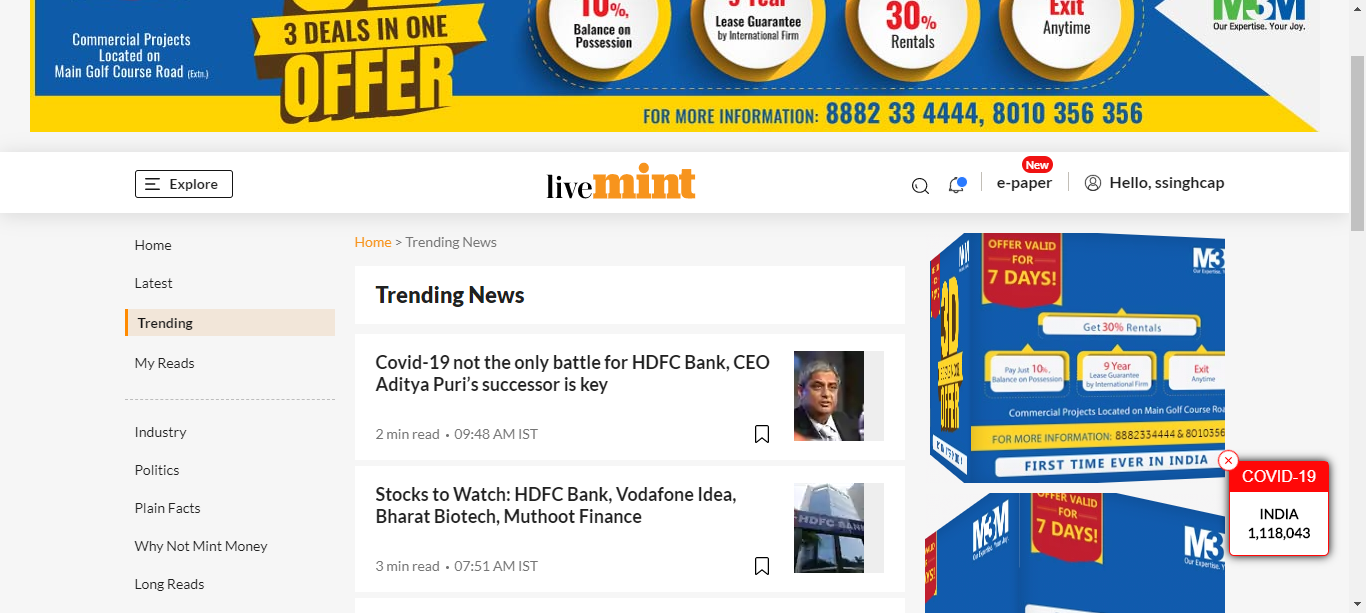 10%,
Balance on
Possession
Lease Guarantee
by International Firm
30%
Rentals
Exit
Anytime
M3M
Our Expertise. Your Joy.
Commercial Projects
Located on
Main Golf Course Road (Extn.)
3 DEALS IN ONE
OFFER
FOR MORE INFORMATION: 8882 33 4444, 8010 356 356
Explore
livemint
New
e-paper
Hello, ssinghcap
Home
Latest
Trending
My Reads
Industry
Politics
Plain Facts
Why Not Mint Money
Long Reads
Home > Trending News
Trending News
Covid-19 not the only battle for HDFC Bank, CEO
Aditya Puri’s successor is key
2 min read • 09:48 AM IST
Stocks to Watch: HDFC Bank, Vodafone Idea,
Bharat Biotech, Muthoot Finance
3 min read • 07:51 AM IST
HDFC BANK
M3M
OFFER VALID
FOR
7 DAYS!
M3
Our Expertise.
3D
OFFER
Get 30% Rentals
Pay Just 10%,
Balance on Possession
9 Year
Lease Guarantee
by International Firm
Exit
Anytime
Commercial Projects Located on Main Golf Course Roa
FOR MORE INFORMATION: 8882334444 & 8010356
FIRST TIME EVER IN INDIA
M3M
Our Expertise. Your Joy.
OFFER VALID
FOR
7 DAYS!
M3
Our Expertise. Y
COVID-19
INDIA
1,118,043